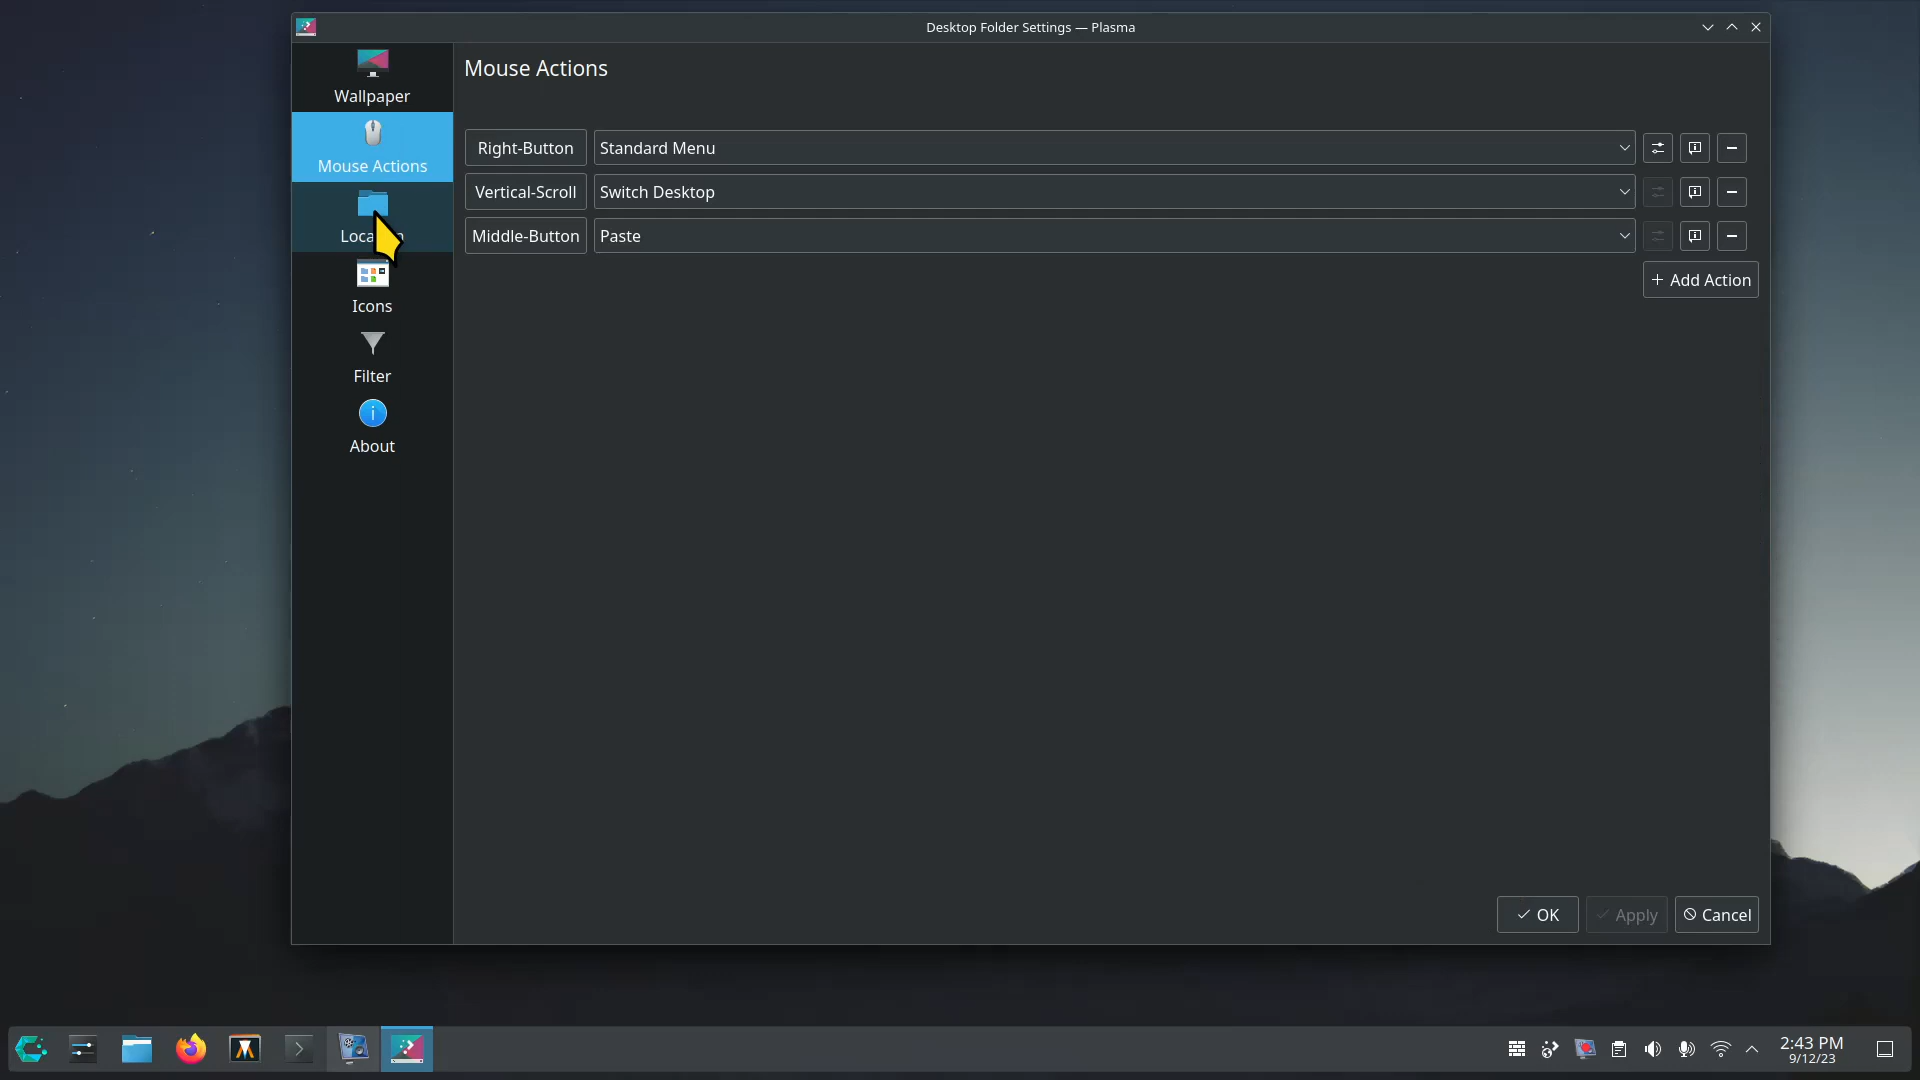 Desktop Folder Settings — Plasma
Wallpaper
Mouse Actions
Icons
Filter
About
Mouse Actions
Right-Button
Standard Menu
Vertical-Scroll
Switch Desktop
Middle-Button
Paste
Add Action
OK
Apply
Cancel
2:43 PM
9/12/23